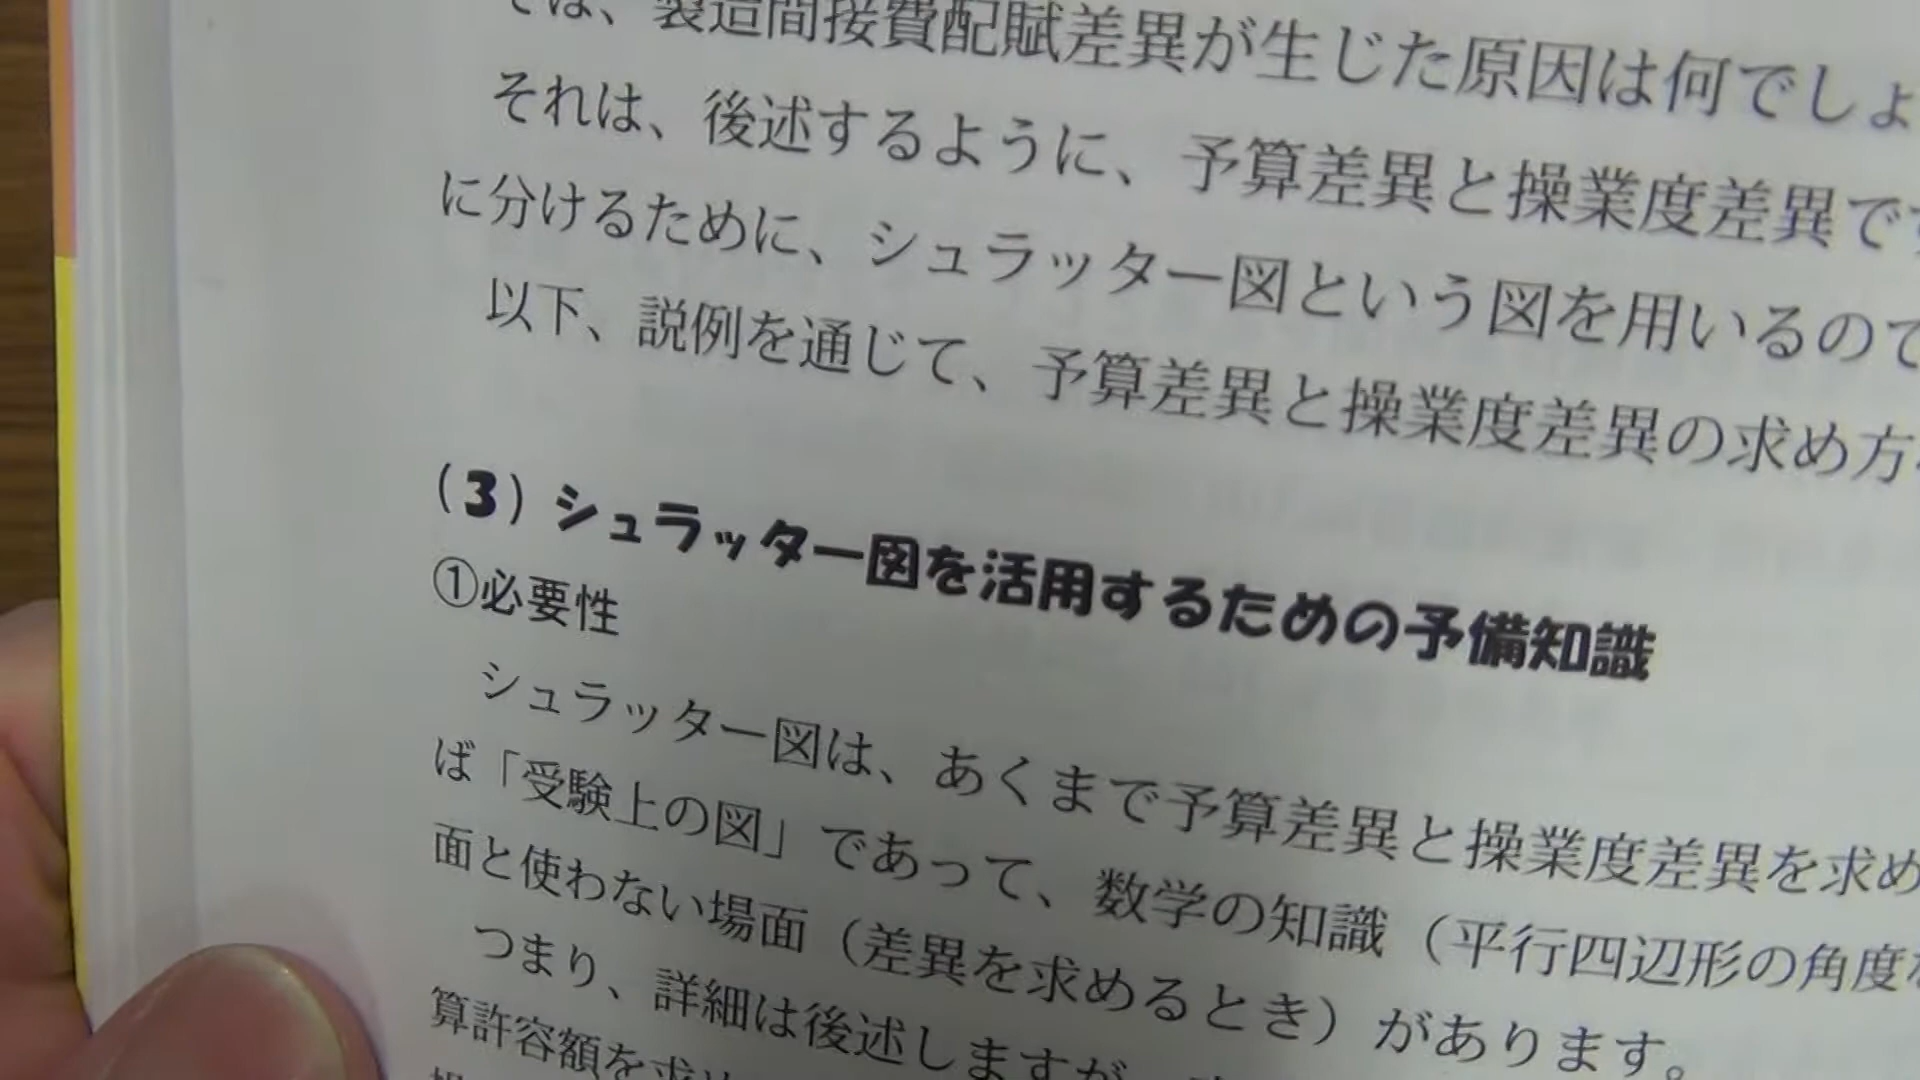 では、製造間接費配賦差異が生じた原因は何でしょ
それは、後述するように、予算差異と操業度差異です
に分けるために、シュラッター図という図を用いるので
以下、説例を通じて、予算差異と操業度差異の求め方
(3) シュラッター図を活用するための予備知識
①必要性
シュラッター図は、あくまで予算差異と操業度差異を求め
ば「受験上の図」であって、数学の知識（平行四辺形の角度
面と使わない場面（差異を求めるとき）があります。
つまり、詳細は後述しますが、
算許容額を求め